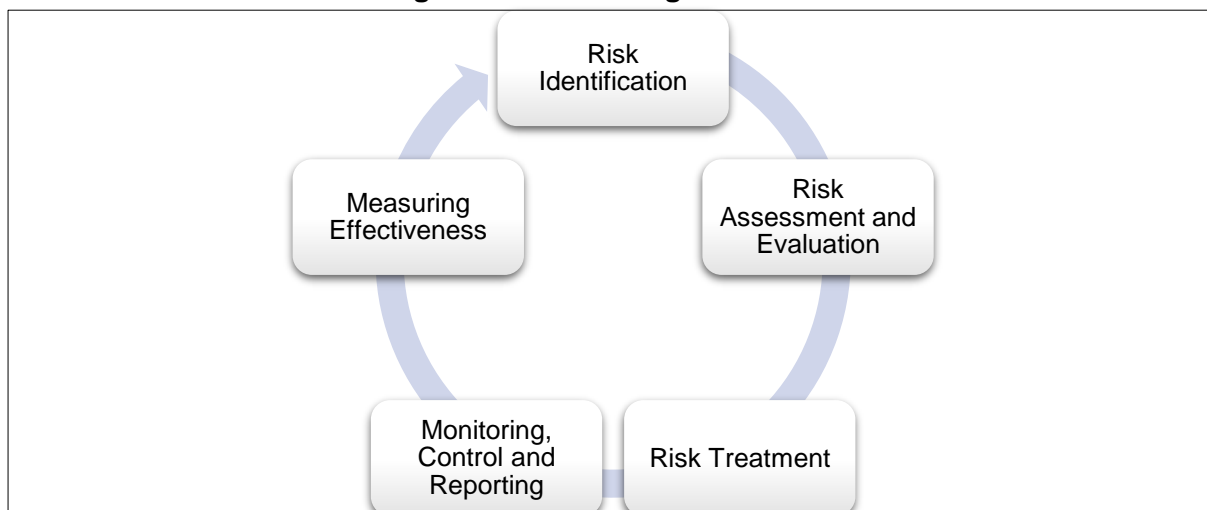 Risk
Identification
Risk
Assessment and
Evaluation
Risk Treatment
Monitoring,
Control and
Reporting
Measuring
Effectiveness